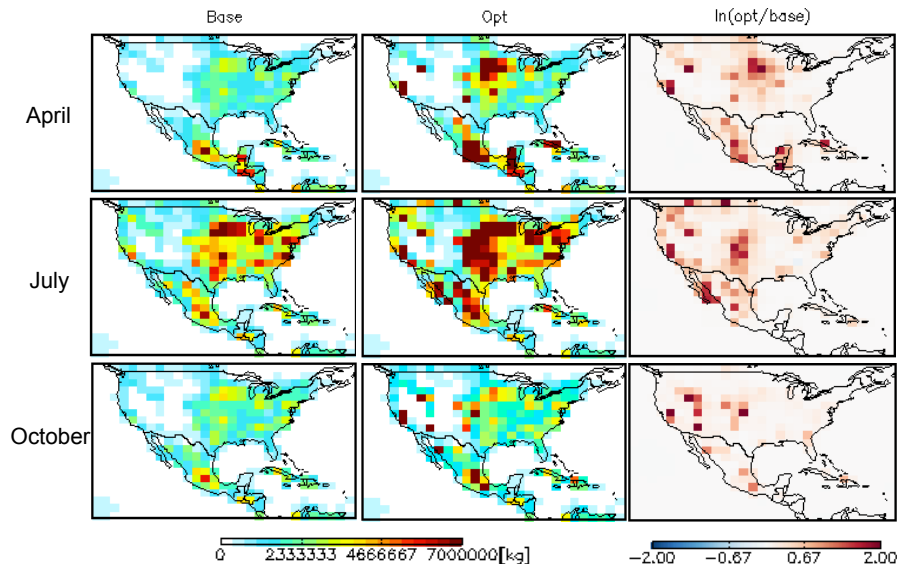 Base Opt ln(opt/base)
April
July
October
0 2333333 4666667 7000000[kg]
-2.00 -0.67 0.67 2.00